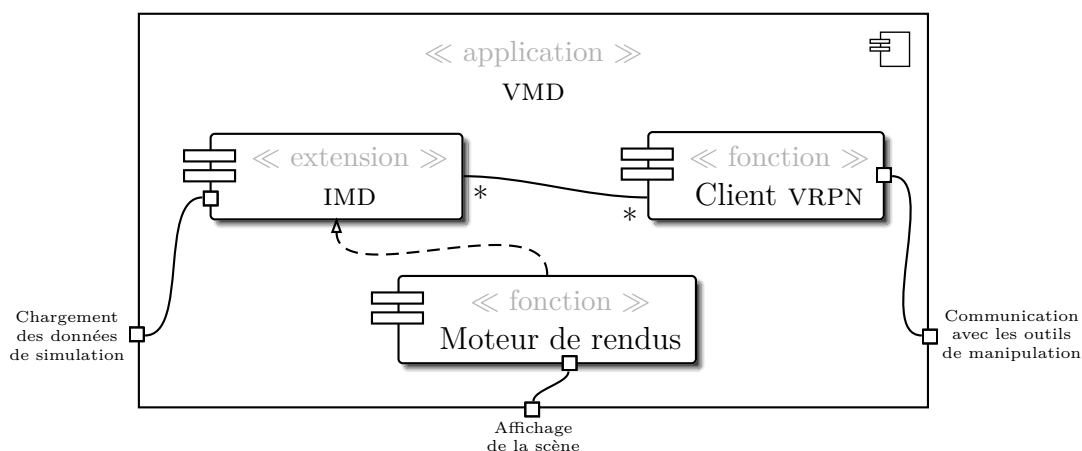 ≪ application ≫
VMD
≪ extension ≫
IMD
*
≪ fonction ≫
Client VRPN
*
≪ fonction ≫
Moteur de rendus
Chargement
des données
de simulation
Communication
avec les outils
de manipulation
Affichage
de la scène